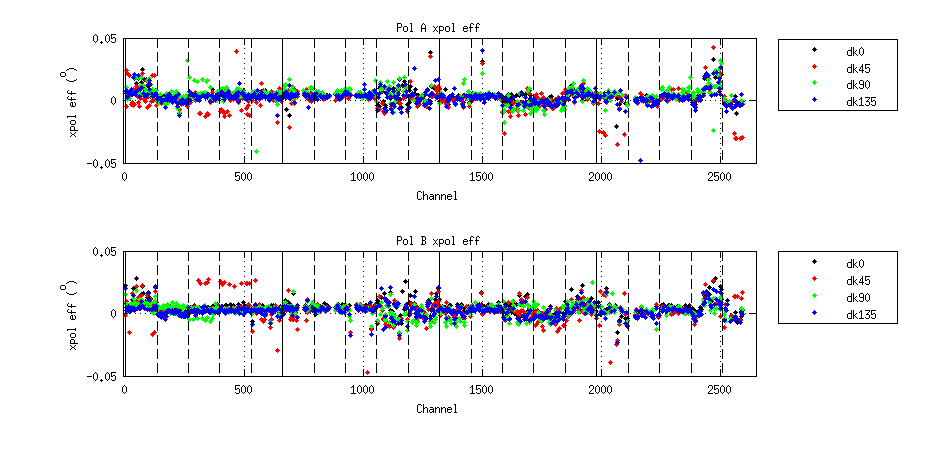 Pol A xpol eff
0.05
0
-0.05
xpol eff (°)
0 500 1000 1500 2000 2500
Channel
dk0
dk45
dk90
dk135
Pol B xpol eff
0.05
0
-0.05
xpol eff (°)
0 500 1000 1500 2000 2500
Channel
dk0
dk45
dk90
dk135